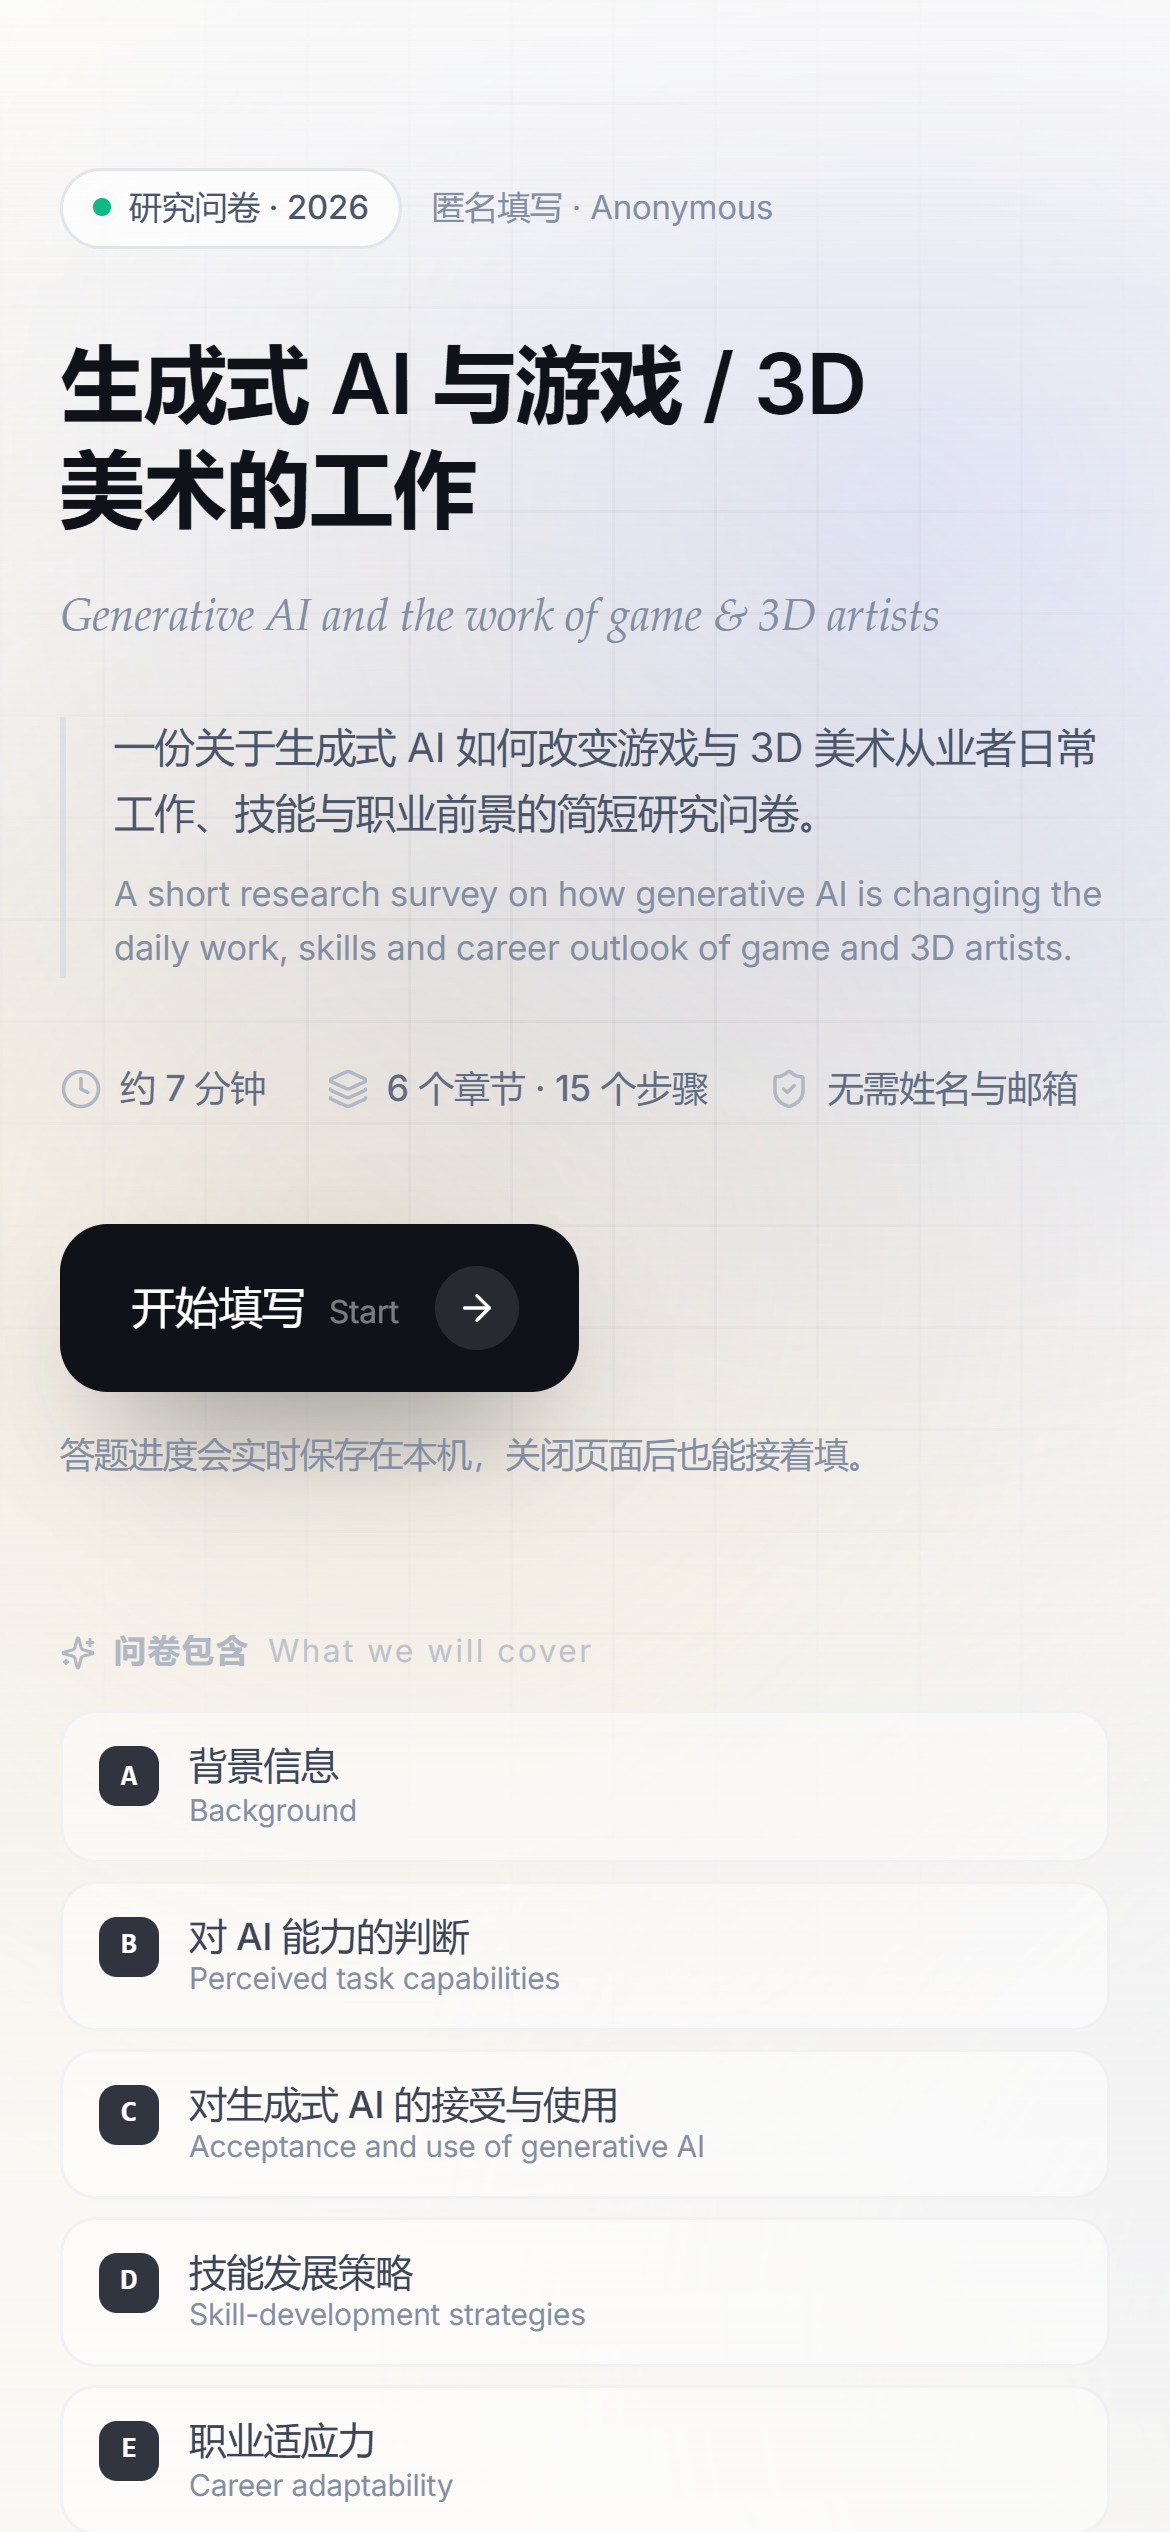 研究问卷 · 2026
匿名填写 · Anonymous
生成式 AI 与游戏 / 3D
美术的工作
Generative AI and the work of game & 3D artists
一份关于生成式 AI 如何改变游戏与 3D 美术从业者日常
工作、技能与职业前景的简短研究问卷。
A short research survey on how generative AI is changing the
daily work, skills and career outlook of game and 3D artists.
约 7 分钟
6 个章节 · 15 个步骤
无需姓名与邮箱
开始填写 Start
答题进度会实时保存在本机，关闭页面后也能接着填。
问卷包含 What we will cover
A
背景信息
Background
B
对 AI 能力的判断
Perceived task capabilities
C
对生成式 AI 的接受与使用
Acceptance and use of generative AI
D
技能发展策略
Skill-development strategies
E
职业适应力
Career adaptability